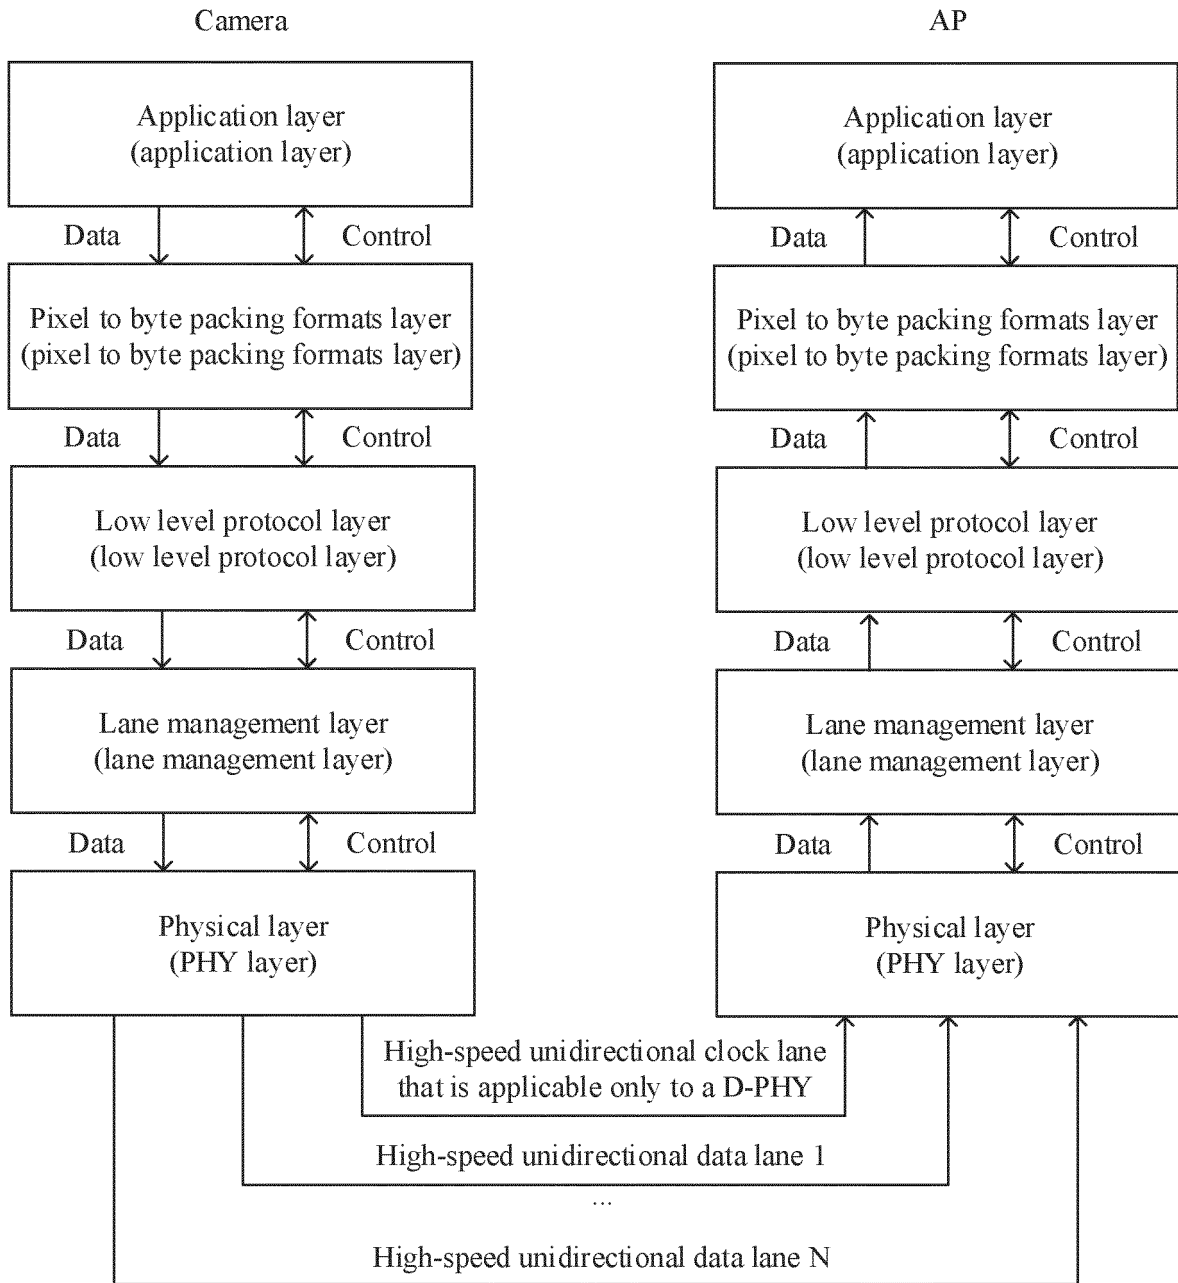 Camera
Application layer
(application layer)
Data
Control
Pixel to byte packing formats layer
(pixel to byte packing formats layer)
Data
Control
Low level protocol layer
(low level protocol layer)
Data
Control
Lane management layer
(lane management layer)
Data
Control
Physical layer
(PHY layer)
AP
Application layer
(application layer)
Data
Control
Pixel to byte packing formats layer
(pixel to byte packing formats layer)
Data
Control
Low level protocol layer
(low level protocol layer)
Data
Control
Lane management layer
(lane management layer)
Data
Control
Physical layer
(PHY layer)
High-speed unidirectional clock lane
that is applicable only to a D-PHY
High-speed unidirectional data lane 1
...
High-speed unidirectional data lane N